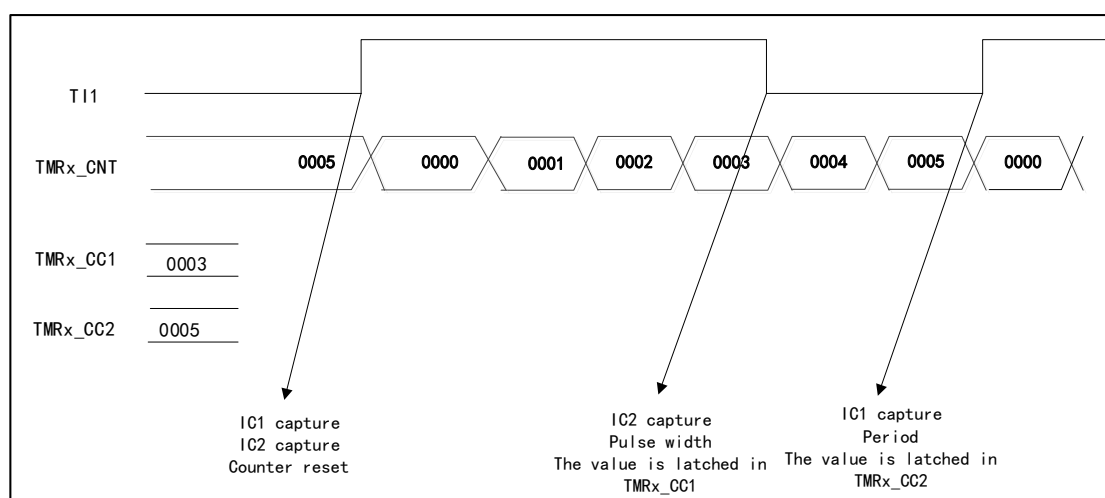 TI1
TMRx_CNT
0005 0000 0001 0002 0003 0004 0005 0000
TMRx_CC1
0003
TMRx_CC2
0005
IC1 capture
IC2 capture
Counter reset
IC2 capture
Pulse width
The value is latched in
TMRx_CC1
IC1 capture
Period
The value is latched in
TMRx_CC2